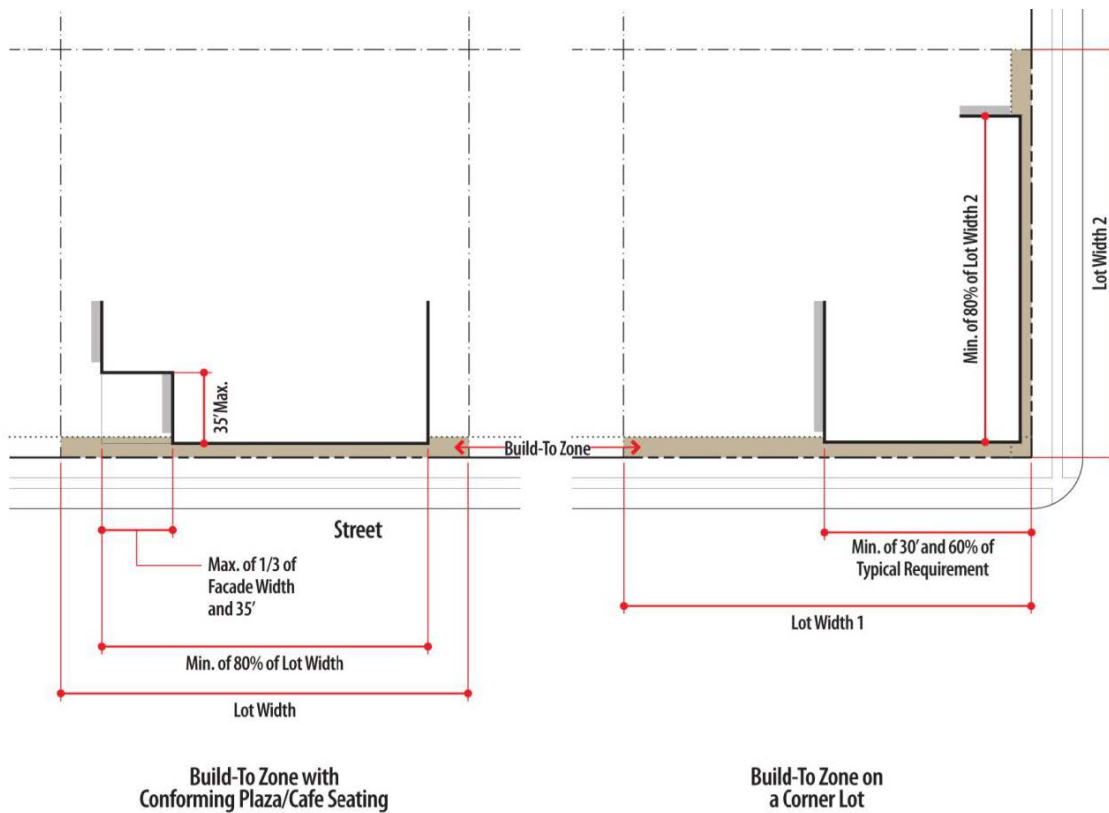 35' Max.
Build-To Zone
Street
Max. of 1/3 of
Facade Width
and 35'
Min. of 80% of Lot Width
Lot Width
Build-To Zone with
Conforming Plaza/Cafe Seating
Min. of 80% of Lot Width 2
Lot Width 2
Min. of 30' and 60% of
Typical Requirement
Lot Width 1
Build-To Zone on
a Corner Lot